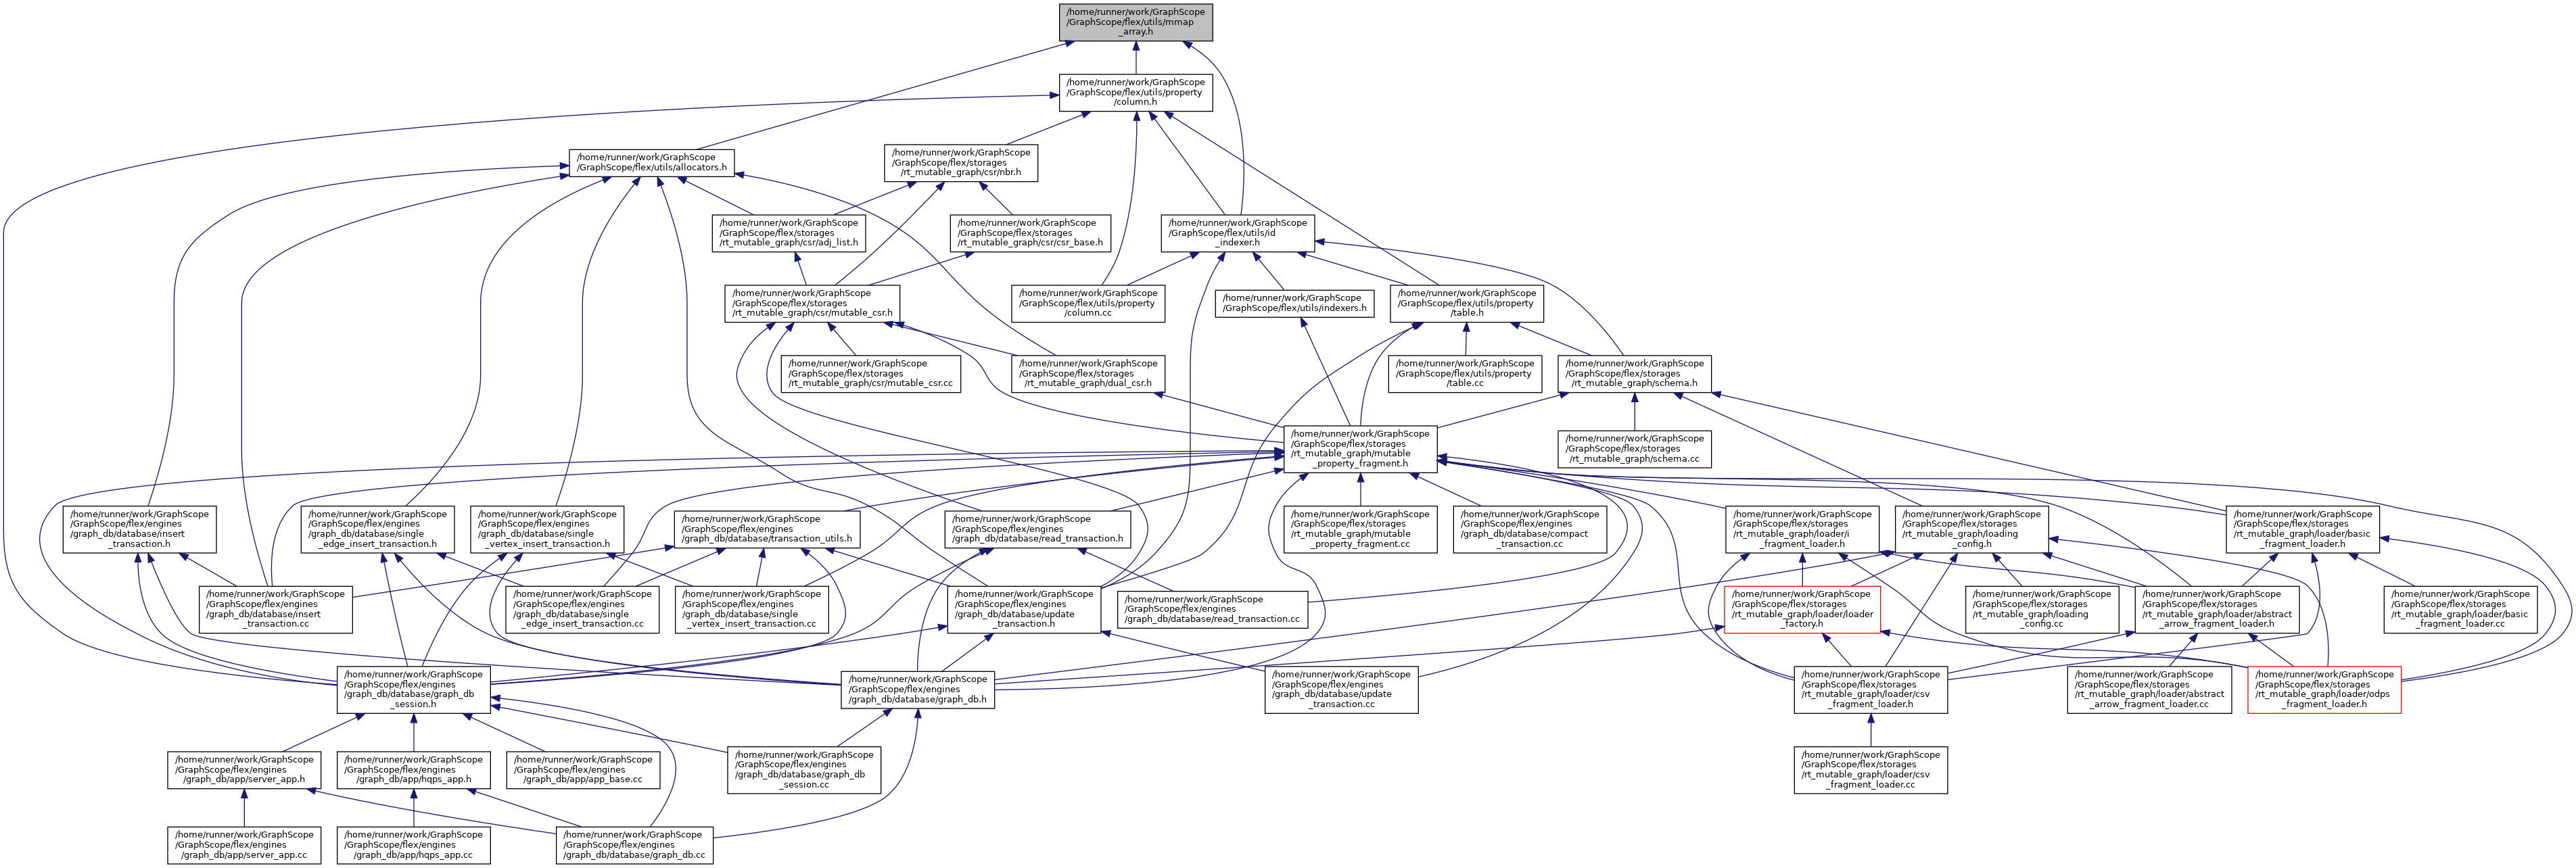 /home/runner/work/GraphScope
/GraphScope/flex/utils/mmap
_array.h
/home/runner/work/GraphScope
/GraphScope/flex/utils/property
/column.h
/home/runner/work/GraphScope
/GraphScope/flex/utils/allocators.h
/home/runner/work/GraphScope
/GraphScope/flex/storages
/rt_mutable_graph/csr/nbr.h
/home/runner/work/GraphScope
/GraphScope/flex/storages
/rt_mutable_graph/csr/adj_list.h
/home/runner/work/GraphScope
/GraphScope/flex/storages
/rt_mutable_graph/csr/csr_base.h
/home/runner/work/GraphScope
/GraphScope/flex/utils/id
_indexer.h
/home/runner/work/GraphScope
/GraphScope/flex/storages
/rt_mutable_graph/csr/mutable_csr.h
/home/runner/work/GraphScope
/GraphScope/flex/utils/property
/column.cc
/home/runner/work/GraphScope
/GraphScope/flex/utils/indexers.h
/home/runner/work/GraphScope
/GraphScope/flex/utils/property
/table.h
/home/runner/work/GraphScope
/GraphScope/flex/storages
/rt_mutable_graph/csr/mutable_csr.cc
/home/runner/work/GraphScope
/GraphScope/flex/storages
/rt_mutable_graph/dual_csr.h
/home/runner/work/GraphScope
/GraphScope/flex/utils/property
/table.cc
/home/runner/work/GraphScope
/GraphScope/flex/storages
/rt_mutable_graph/schema.h
/home/runner/work/GraphScope
/GraphScope/flex/storages
/rt_mutable_graph/mutable
_property_fragment.h
/home/runner/work/GraphScope
/GraphScope/flex/storages
/rt_mutable_graph/schema.cc
/home/runner/work/GraphScope
/GraphScope/flex/engines
/graph_db/database/insert
_transaction.h
/home/runner/work/GraphScope
/GraphScope/flex/engines
/graph_db/database/single
_edge_insert_transaction.h
/home/runner/work/GraphScope
/GraphScope/flex/engines
/graph_db/database/single
_vertex_insert_transaction.h
/home/runner/work/GraphScope
/GraphScope/flex/engines
/graph_db/database/transaction_utils.h
/home/runner/work/GraphScope
/GraphScope/flex/engines
/graph_db/database/read_transaction.h
/home/runner/work/GraphScope
/GraphScope/flex/storages
/rt_mutable_graph/mutable
_property_fragment.cc
/home/runner/work/GraphScope
/GraphScope/flex/engines
/graph_db/database/compact
_transaction.cc
/home/runner/work/GraphScope
/GraphScope/flex/storages
/rt_mutable_graph/loader/i
_fragment_loader.h
/home/runner/work/GraphScope
/GraphScope/flex/storages
/rt_mutable_graph/loading
_config.h
/home/runner/work/GraphScope
/GraphScope/flex/storages
/rt_mutable_graph/loader/basic
_fragment_loader.h
/home/runner/work/GraphScope
/GraphScope/flex/engines
/graph_db/database/insert
_transaction.cc
/home/runner/work/GraphScope
/GraphScope/flex/engines
/graph_db/database/single
_edge_insert_transaction.cc
/home/runner/work/GraphScope
/GraphScope/flex/engines
/graph_db/database/single
_vertex_insert_transaction.cc
/home/runner/work/GraphScope
/GraphScope/flex/engines
/graph_db/database/update
_transaction.h
/home/runner/work/GraphScope
/GraphScope/flex/engines
/graph_db/database/read_transaction.cc
/home/runner/work/GraphScope
/GraphScope/flex/storages
/rt_mutable_graph/loader/loader
_factory.h
/home/runner/work/GraphScope
/GraphScope/flex/storages
/rt_mutable_graph/loading
_config.cc
/home/runner/work/GraphScope
/GraphScope/flex/storages
/rt_mutable_graph/loader/abstract
_arrow_fragment_loader.h
/home/runner/work/GraphScope
/GraphScope/flex/storages
/rt_mutable_graph/loader/basic
_fragment_loader.cc
/home/runner/work/GraphScope
/GraphScope/flex/engines
/graph_db/database/graph_db
_session.h
/home/runner/work/GraphScope
/GraphScope/flex/engines
/graph_db/database/graph_db.h
/home/runner/work/GraphScope
/GraphScope/flex/engines
/graph_db/database/update
_transaction.cc
/home/runner/work/GraphScope
/GraphScope/flex/storages
/rt_mutable_graph/loader/csv
_fragment_loader.h
/home/runner/work/GraphScope
/GraphScope/flex/storages
/rt_mutable_graph/loader/abstract
_arrow_fragment_loader.cc
/home/runner/work/GraphScope
/GraphScope/flex/storages
/rt_mutable_graph/loader/odps
_fragment_loader.h
/home/runner/work/GraphScope
/GraphScope/flex/engines
/graph_db/app/server_app.h
/home/runner/work/GraphScope
/GraphScope/flex/engines
/graph_db/app/hqps_app.h
/home/runner/work/GraphScope
/GraphScope/flex/engines
/graph_db/app/app_base.cc
/home/runner/work/GraphScope
/GraphScope/flex/engines
/graph_db/database/graph_db
_session.cc
/home/runner/work/GraphScope
/GraphScope/flex/storages
/rt_mutable_graph/loader/csv
_fragment_loader.cc
/home/runner/work/GraphScope
/GraphScope/flex/engines
/graph_db/app/server_app.cc
/home/runner/work/GraphScope
/GraphScope/flex/engines
/graph_db/app/hqps_app.cc
/home/runner/work/GraphScope
/GraphScope/flex/engines
/graph_db/database/graph_db.cc